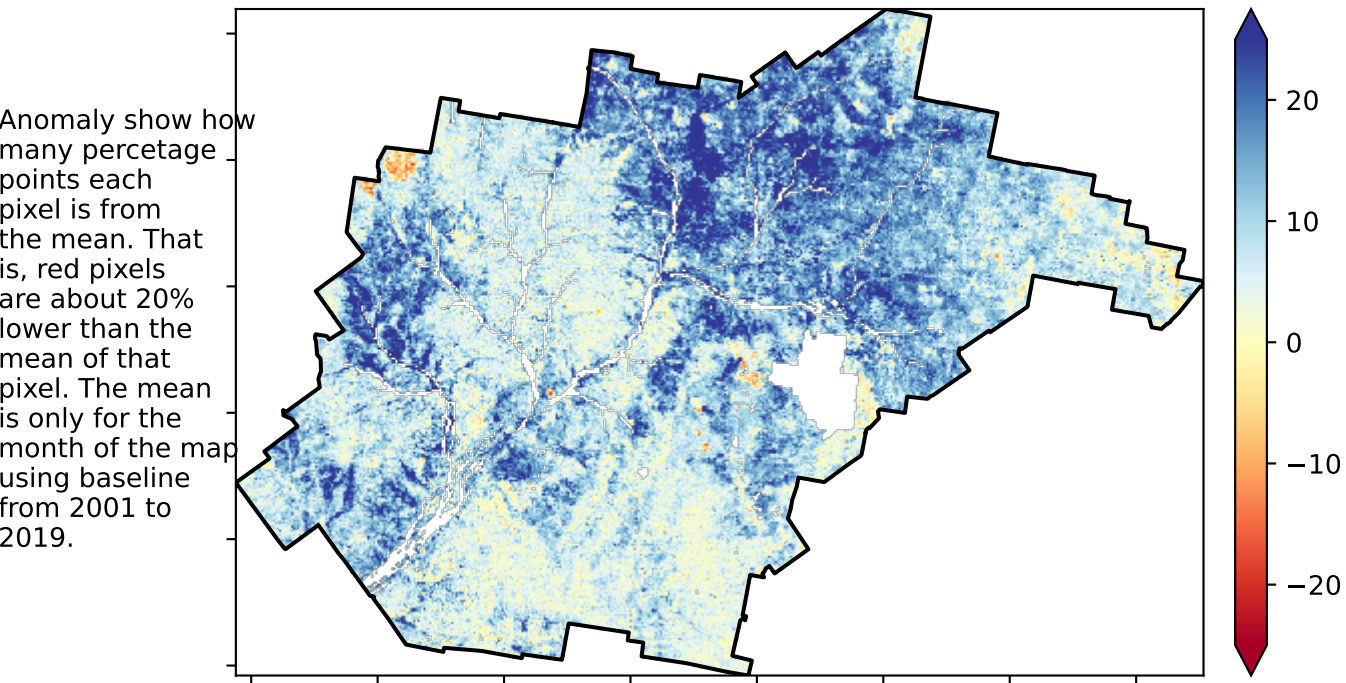 Anomaly show how
many percetage
points each
pixel is from
the mean. That
is, red pixels
are about 20%
lower than the
mean of that
pixel. The mean
is only for the
month of the map
using baseline
from 2001 to
2019.
20
10
0
−10
−20